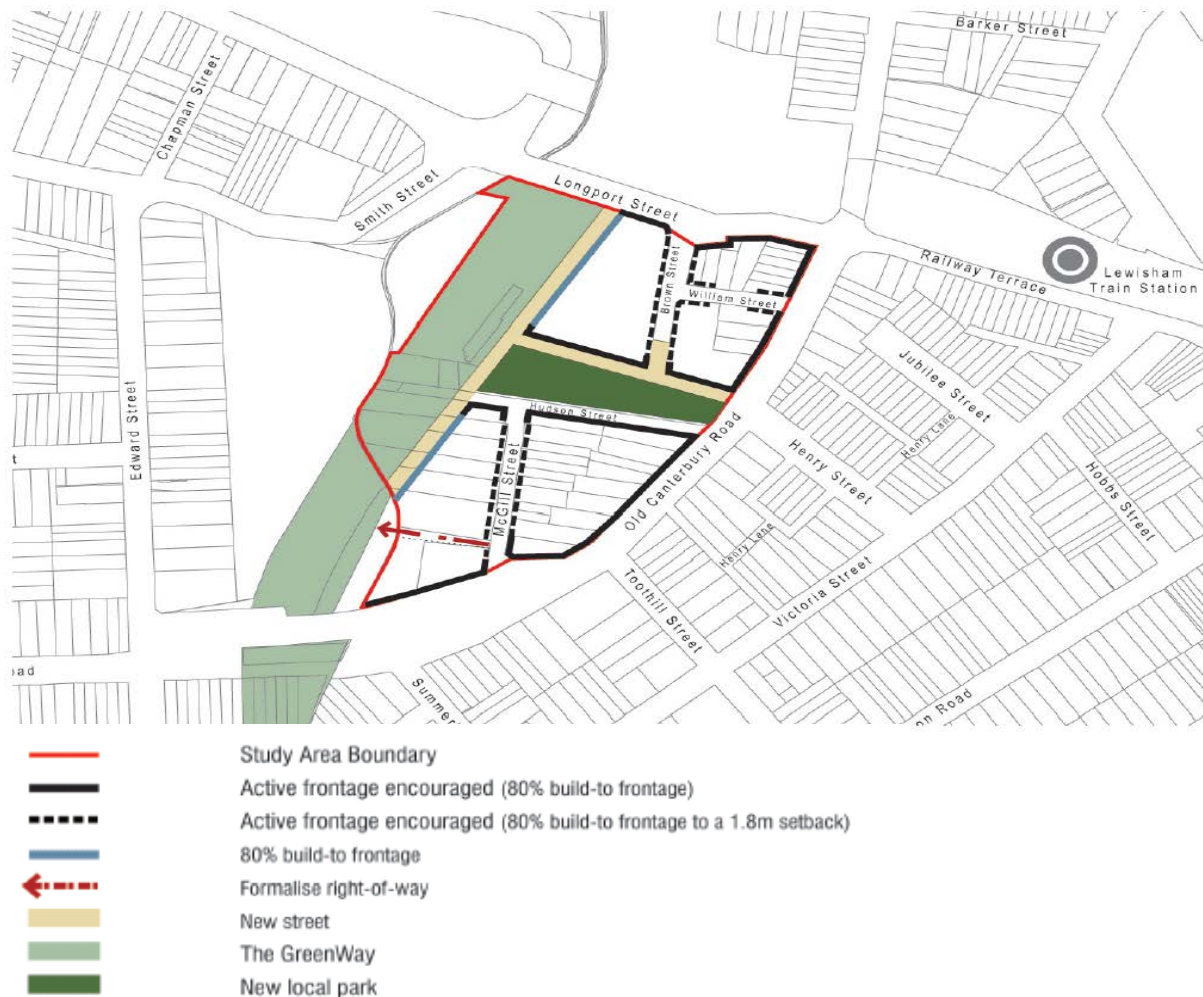 Barker Street
Chapman Street
Smith Street
Longport Street
Railway Terrace
Lewisham
Train Station
Brown Street
William Street
Edward Street
Jubilee Street
Hudson Street
Henry Lane
Henry Street
Hobbs Street
McGill Street
Old Canterbury Road
Henry Lane
Toothill Street
Victoria Street
t
oad
Summe
on Road
Study Area Boundary
Active frontage encouraged (80% build-to frontage)
Active frontage encouraged (80% build-to frontage to a 1.8m setback)
80% build-to frontage
Formalise right-of-way
New street
The GreenWay
New local park